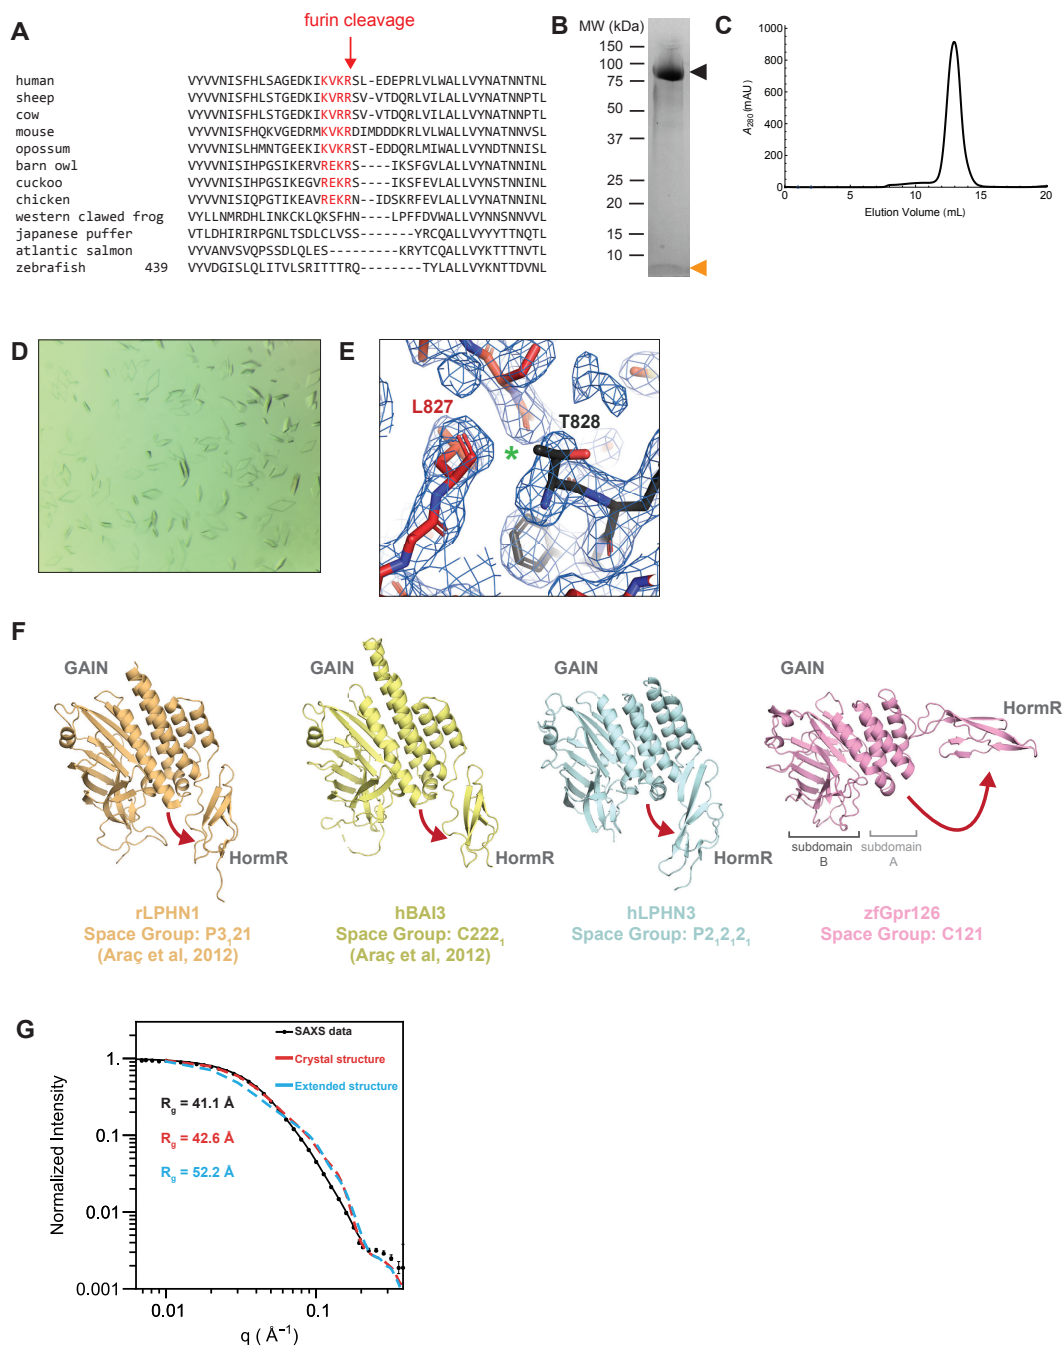 A
furin cleavage
human VYVVNISFHLSAGEDKIKVKRSL-EDEPRLVLWALLVYNATNNTNL
sheep VYVVNISFHLSTGEDKIKVRRSV-VTDQRLVILALLVYNATNNPTL
cow VYVVNISFHLSTGEDKIKVRRSV-VTDQRLVILALLVYNATNNPTL
mouse VYVVNISFHQKVGEDRMKVKRDIMDDDKRLVLWALLVYNATNNVSL
opossum VYVVNISLHMNTGEEKIKVKRST-EDDQRLMIWALLVYNDTNNISL
barn owl VYVVNISIHPGSIKERVREKRS----IKSFGVLALLVYNATNNINL
cuckoo VYVVNISIHPGSIKEGVREKRS----IKRFEVLALLVYNSTNNINL
chicken VYVVNISIQPGTIKEAVREKRN----IDSKRFEVLALLVYNATNNINL
western clawed frog VYLLNMRDHLINKCKLQKSFHN----LPFFDVWALLVYNNSNNVVL
japanese puffer VTLDHIRIRPGNLTSDLCLVSS--------YRCQALLVYYYTTNQTL
atlantic salmon VYVANVSVQPSSDLQLES--------KRYTCALLVYKTTTNVTL
zebrafish 439 VYVDGISLQLITVLSRITTTRQ--------TYLALLVYKNTTDVNL
B
MW (kDa)
150
100
75
50
37
25
20
15
10
C
A280 (mAU)
1000
800
600
400
200
0
0 5 10 15 20
Elution Volume (mL)
D
E
L827
T828
*
F
GAIN
HormR
rLPHN1
Space Group: P3₁21
(Araç et al, 2012)
GAIN
HormR
hBAI3
Space Group: C222₁
(Araç et al, 2012)
GAIN
HormR
hLPHN3
Space Group: P2₁2₁2₁
GAIN
HormR
subdomain B
subdomain A
zfGpr126
Space Group: C121
G
SAXS data
Crystal structure
Extended structure
Rg = 41.1 Å
Rg = 42.6 Å
Rg = 52.2 Å
Normalized Intensity
1.
0.1
0.01
0.001
0.01 0.1
q ( Å⁻¹)